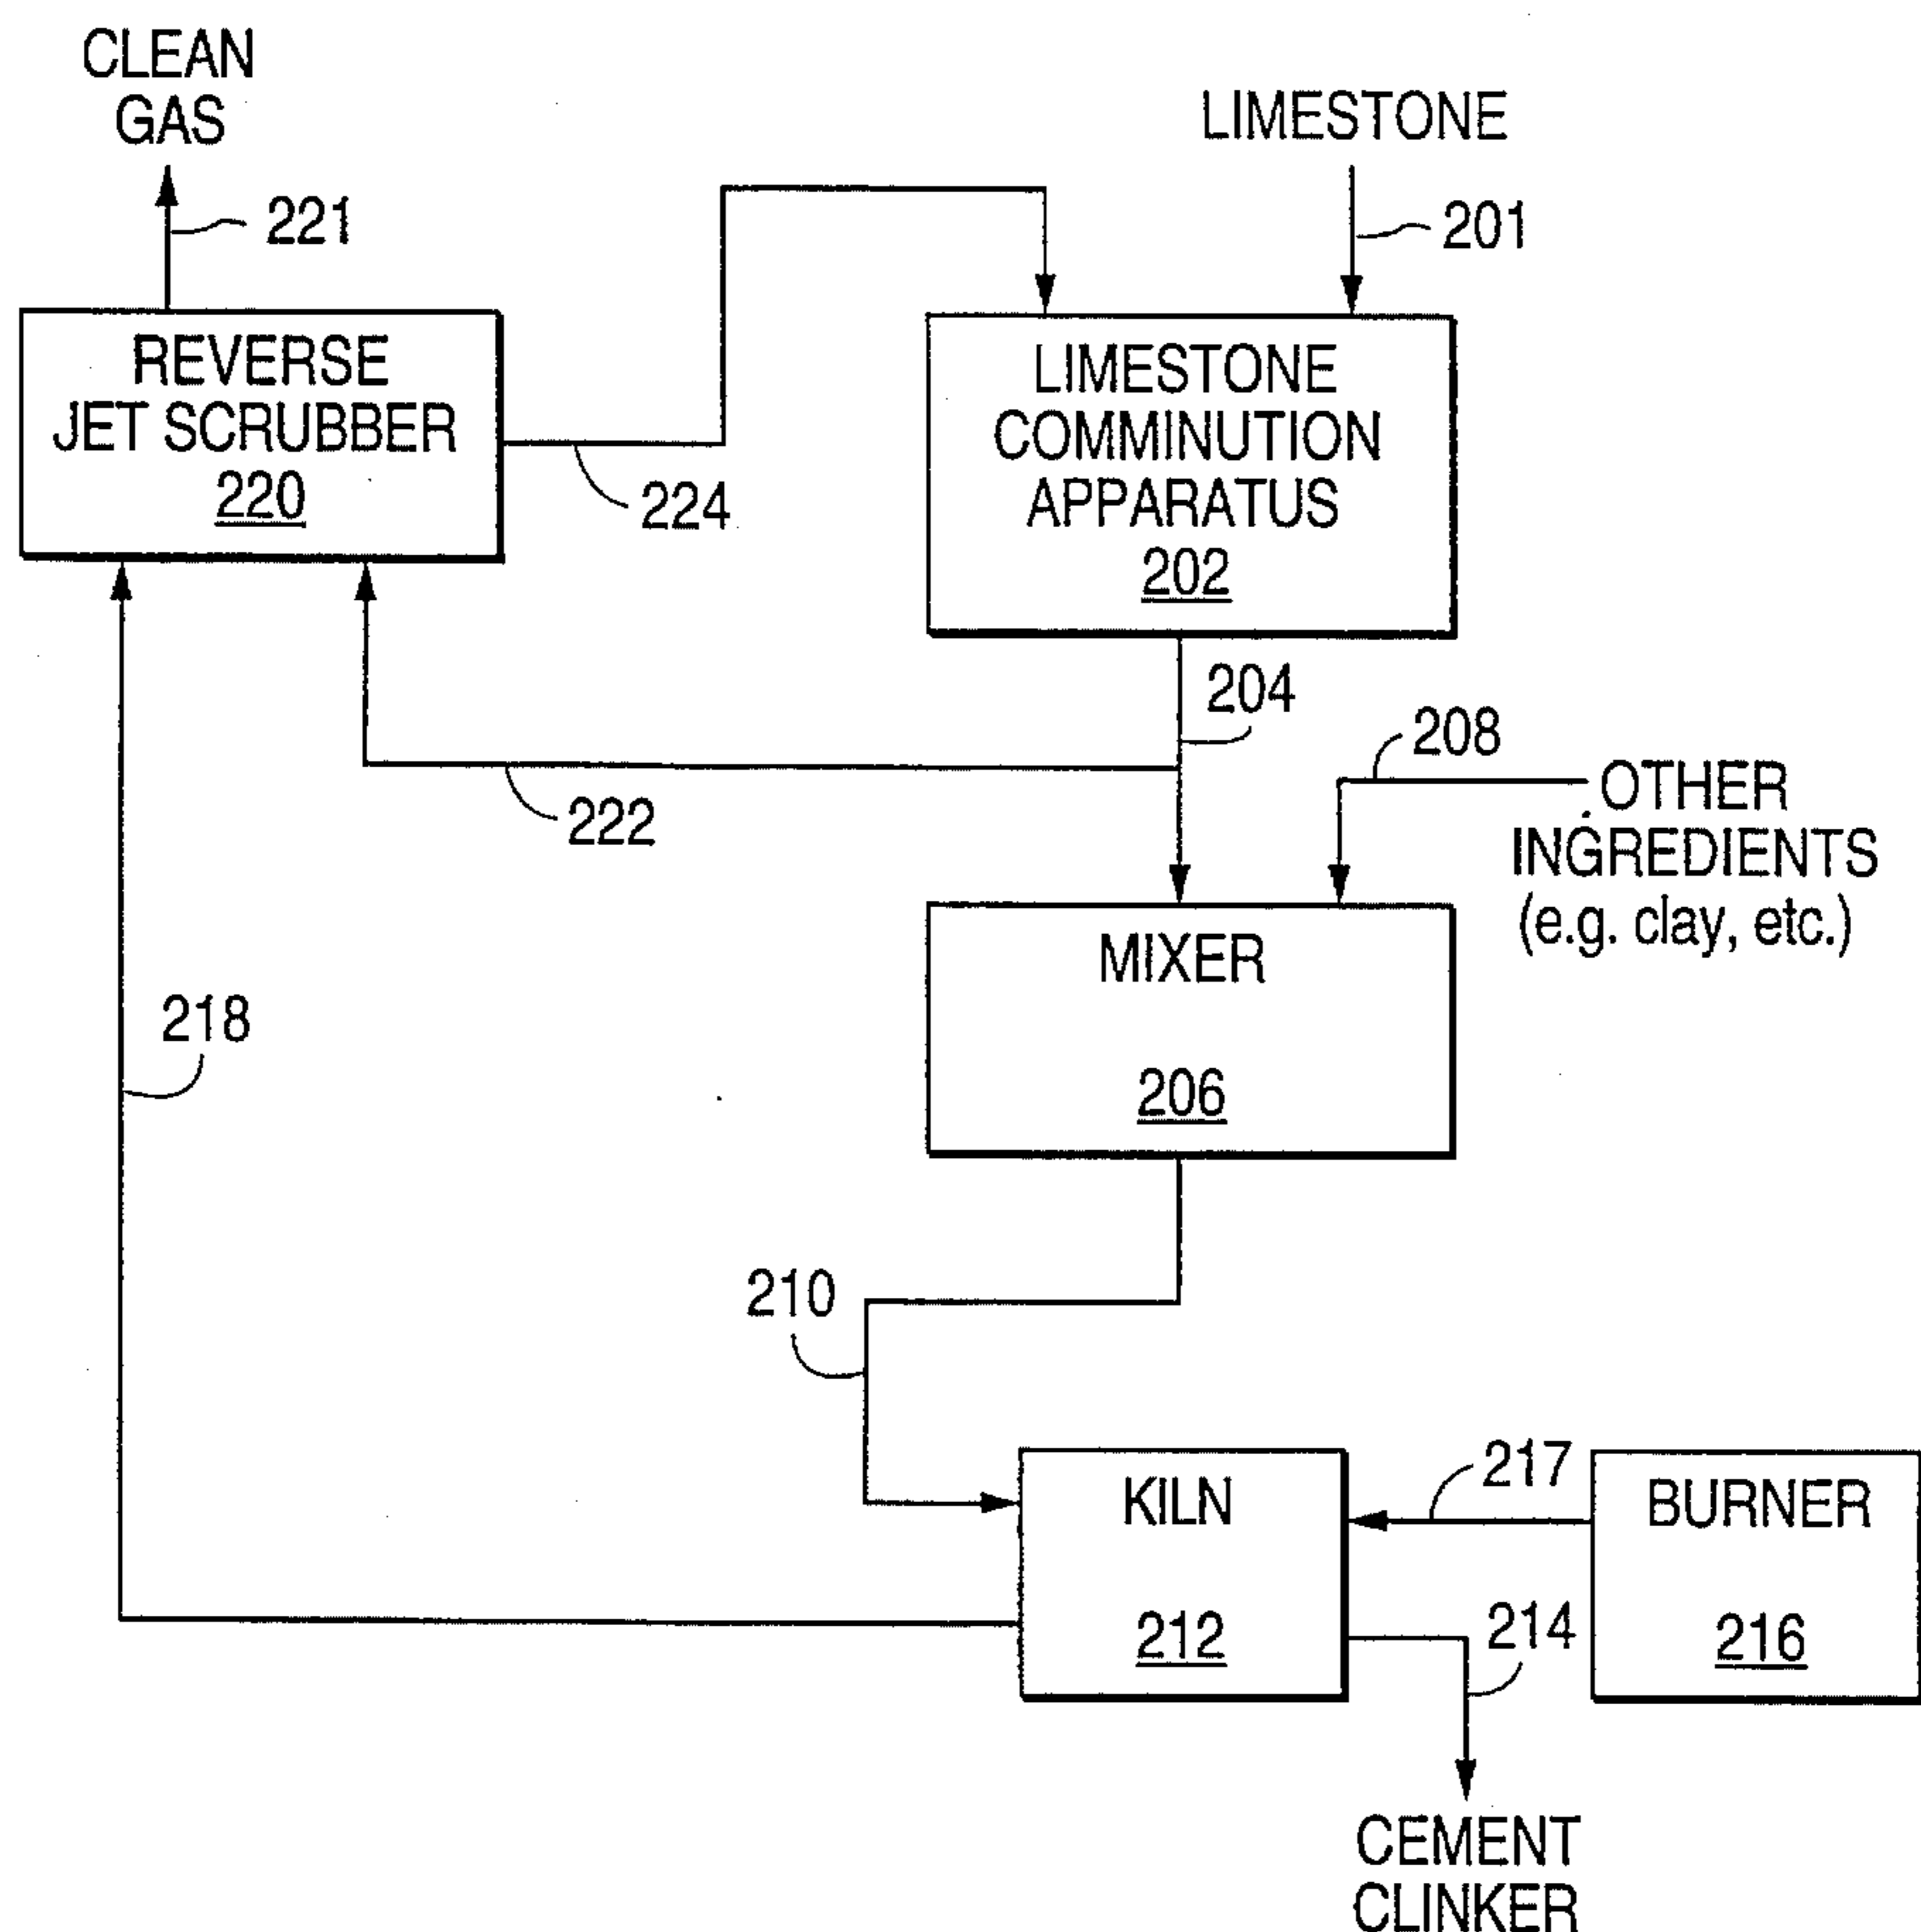 CLEAN
GAS
LIMESTONE
221
201
REVERSE
JET SCRUBBER
220
LIMESTONE
COMMINUTION
APPARATUS
202
224
204
208
222
OTHER
INGREDIENTS
(e.g. clay, etc.)
MIXER
206
218
210
KILN
212
217
BURNER
216
214
CEMENT
CLINKER